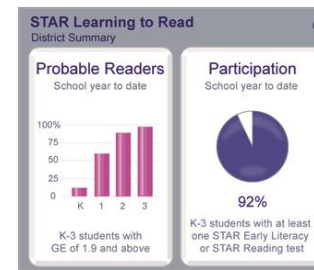 STAR Learning to Read
District Summary
Probable Readers
School year to date
100%
75
50
25
0
K 1 2 3
K-3 students with
GE of 1.9 and above
Participation
School year to date
92%
K-3 students with at least
one STAR Early Literacy
or STAR Reading test